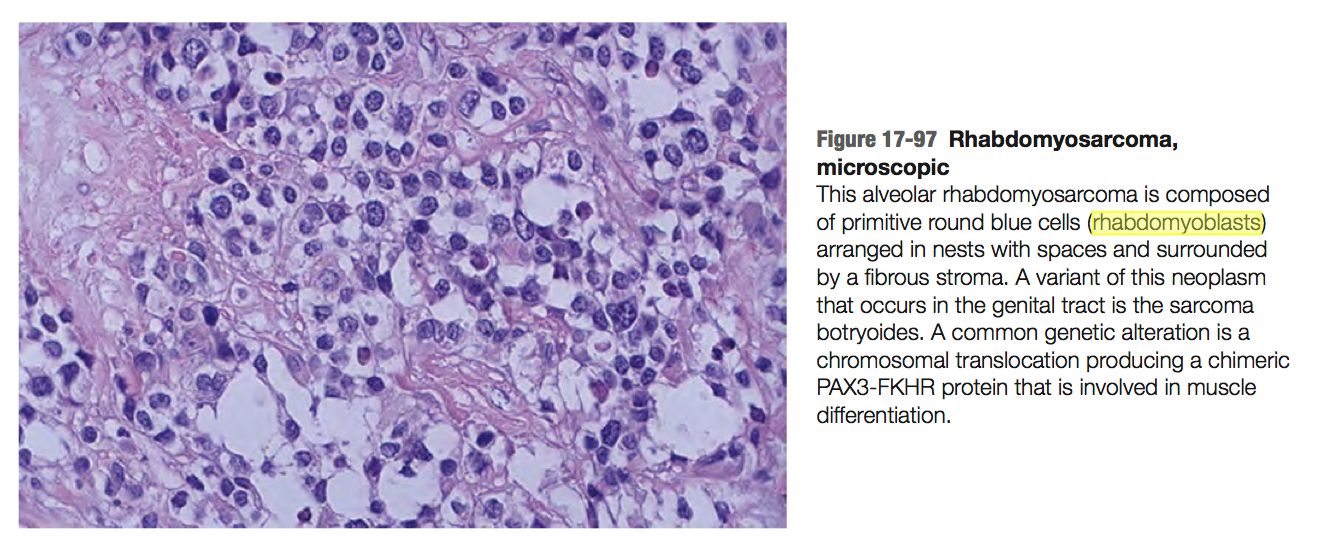 Figure 17-97 Rhabdomyosarcoma,
microscopic
This alveolar rhabdomyosarcoma is composed
of primitive round blue cells (rhabdomyoblasts)
arranged in nests with spaces and surrounded
by a fibrous stroma. A variant of this neoplasm
that occurs in the genital tract is the sarcoma
botryoides. A common genetic alteration is a
chromosomal translocation producing a chimeric
PAX3-FKHR protein that is involved in muscle
differentiation.